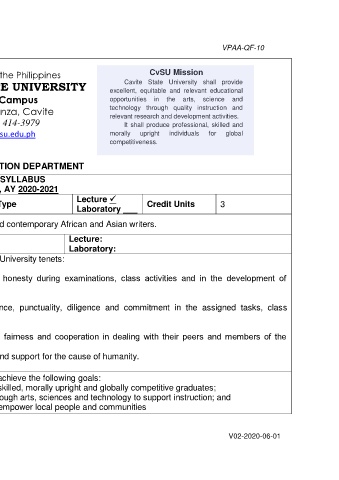 VPAA-QF-10
the Philippines
E UNIVERSITY
Campus
nza, Cavite
414-3979
su.edu.ph
CvSU Mission
Cavite State University shall provide
excellent, equitable and relevant educational
opportunities in the arts, science and
technology through quality instruction and
relevant research and development activities.
It shall produce professional, skilled and
morally upright individuals for global
competitiveness.
TION DEPARTMENT
SYLLABUS
, AY 2020-2021
Type
Lecture ✓
Laboratory ___
Credit Units
3
d contemporary African and Asian writers.
Lecture:
Laboratory:
University tenets:
honesty during examinations, class activities and in the development of
nce, punctuality, diligence and commitment in the assigned tasks, class
fairness and cooperation in dealing with their peers and members of the
nd support for the cause of humanity.
achieve the following goals:
skilled, morally upright and globally competitive graduates;
ough arts, sciences and technology to support instruction; and
empower local people and communities
V02-2020-06-01